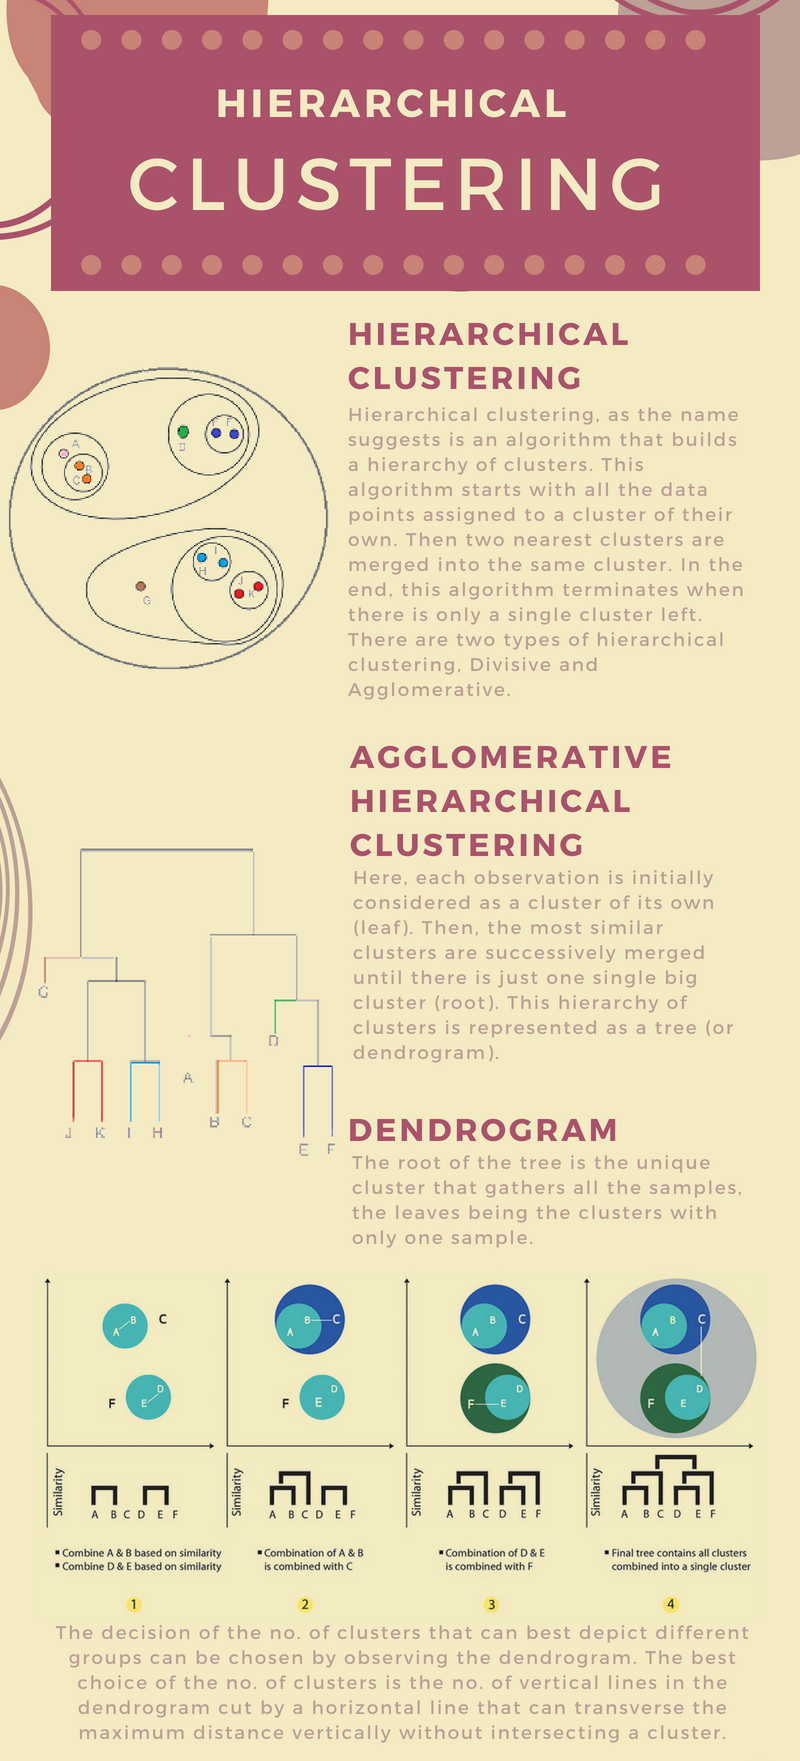 HIERARCHICAL
CLUSTERING
HIERARCHICAL
CLUSTERING
Hierarchical clustering, as the name
suggests is an algorithm that builds
a hierarchy of clusters. This
algorithm starts with all the data
points assigned to a cluster of their
own. Then two nearest clusters are
merged into the same cluster. In the
end, this algorithm terminates when
there is only a single cluster left.
There are two types of hierarchical
clustering, Divisive and
Agglomerative.
A
B
C
D
F
I
H
J
K
G
AGGLOMERATIVE
HIERARCHICAL
CLUSTERING
Here, each observation is initially
considered as a cluster of its own
(leaf). Then, the most similar
clusters are successively merged
until there is just one single big
cluster (root). This hierarchy of
clusters is represented as a tree (or
dendrogram).
G
D
A
B C
J K I H
E F
DENDROGRAM
The root of the tree is the unique
cluster that gathers all the samples,
the leaves being the clusters with
only one sample.
A B C
F E D
Similarity
A B C D E F
▪ Combine A & B based on similarity
▪ Combine D & E based on similarity
1
A B C
F E D
Similarity
A B C D E F
▪ Combination of A & B
is combined with C
2
A B C
F E D
Similarity
A B C D E F
▪ Combination of D & E
is combined with F
3
A B C
F E D
Similarity
A B C D E F
▪ Final tree contains all clusters
combined into a single cluster
4
The decision of the no. of clusters that can best depict different
groups can be chosen by observing the dendrogram. The best
choice of the no. of clusters is the no. of vertical lines in the
dendrogram cut by a horizontal line that can transverse the
maximum distance vertically without intersecting a cluster.